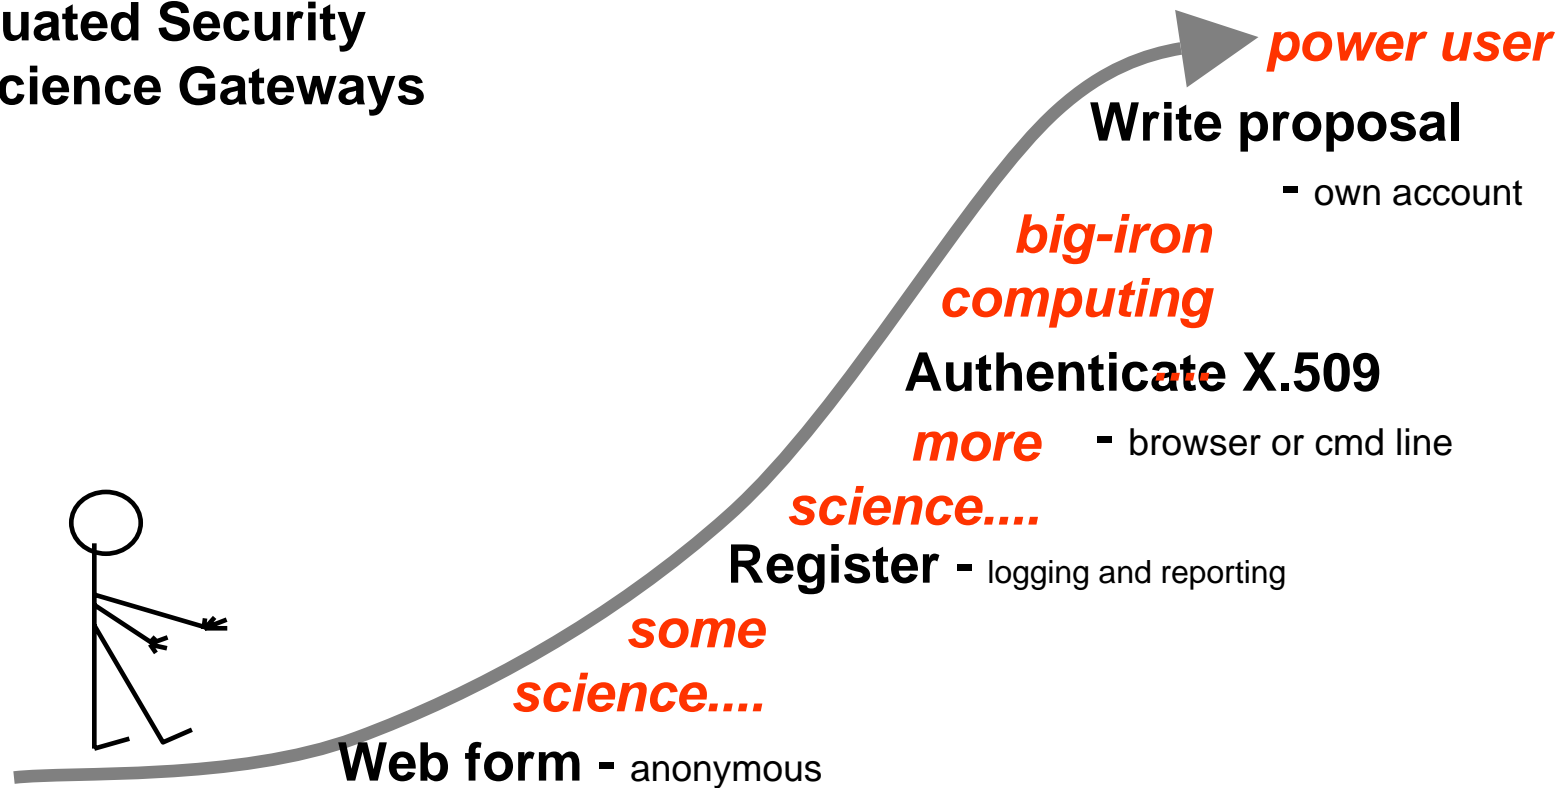 uated Security
cience Gateways
power user
Write proposal
- own account
big-iron
computing
....
Authenticate X.509
- browser or cmd line
more
science....
Register - logging and reporting
some
science....
Web form - anonymous